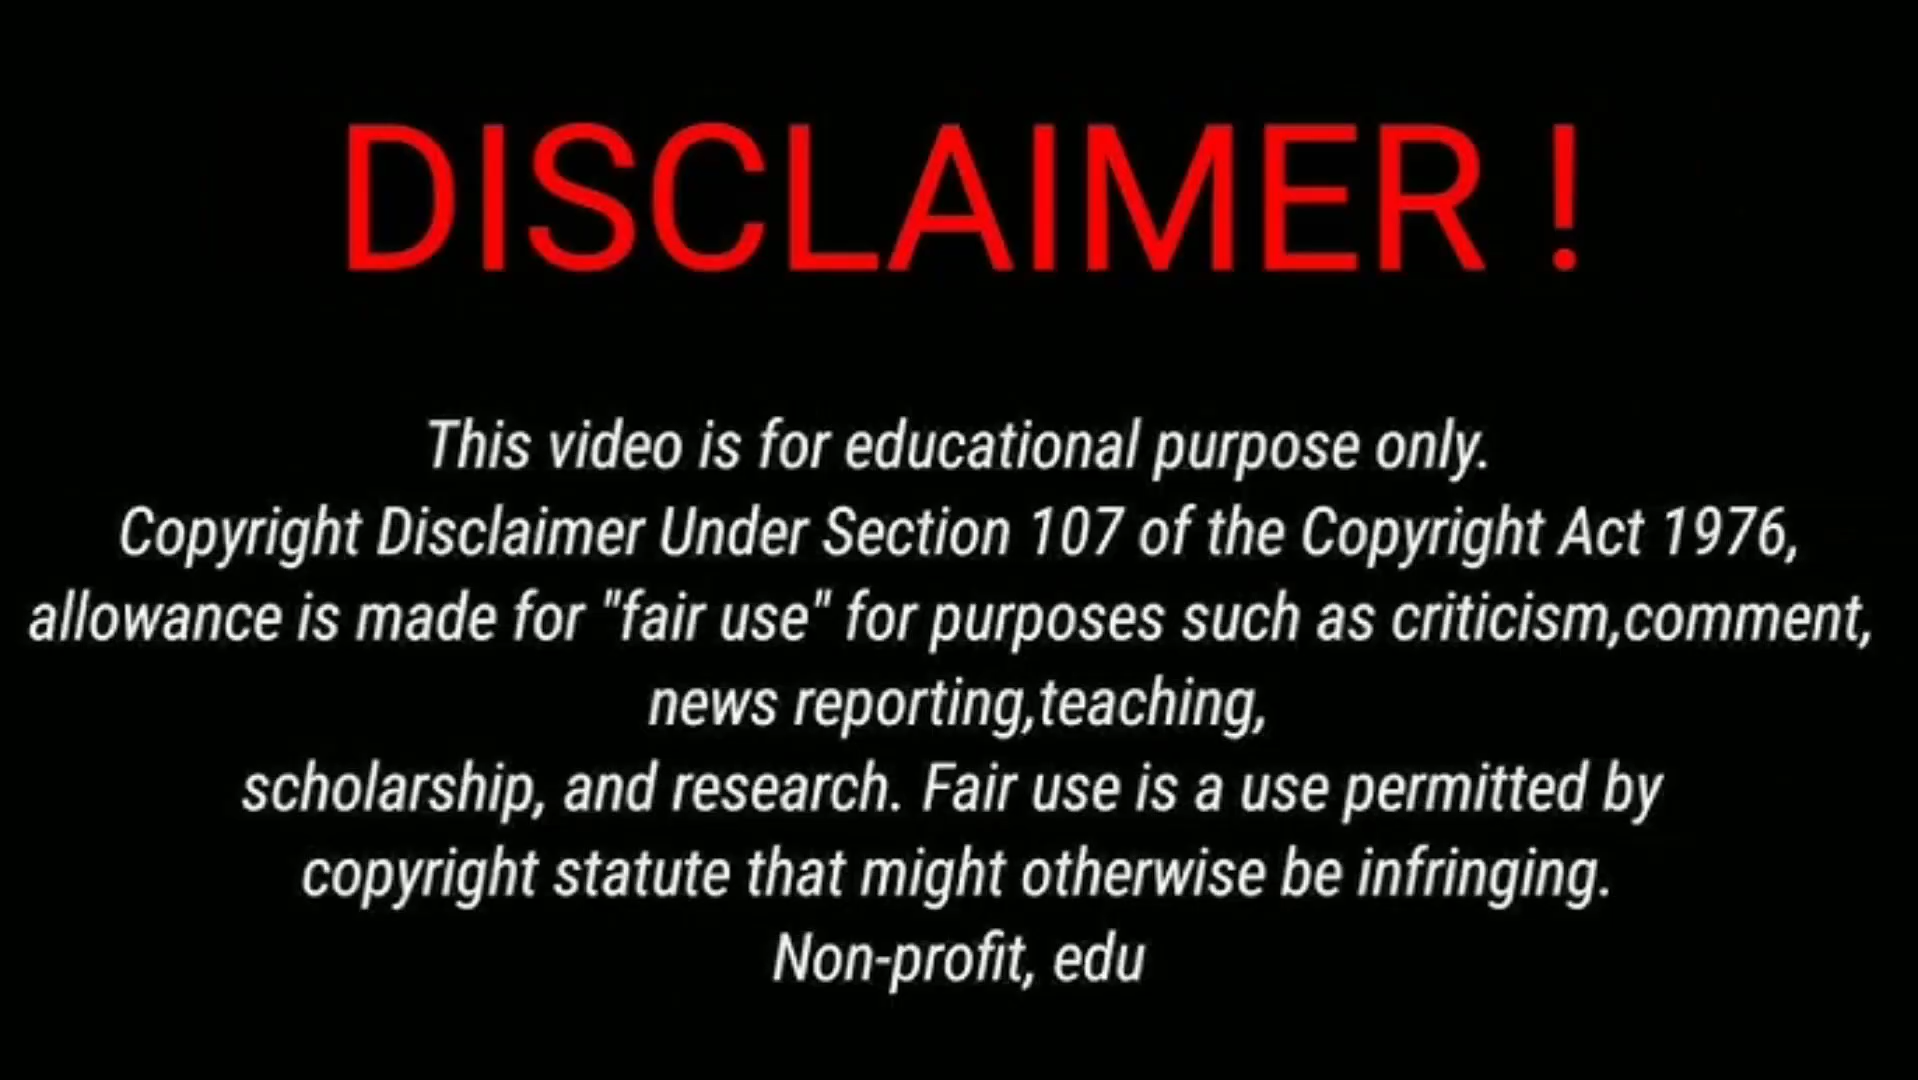 DISCLAIMER !
This video is for educational purpose only.
Copyright Disclaimer Under Section 107 of the Copyright Act 1976,
allowance is made for "fair use" for purposes such as criticism,comment,
news reporting,teaching,
scholarship, and research. Fair use is a use permitted by
copyright statute that might otherwise be infringing.
Non-profit, edu